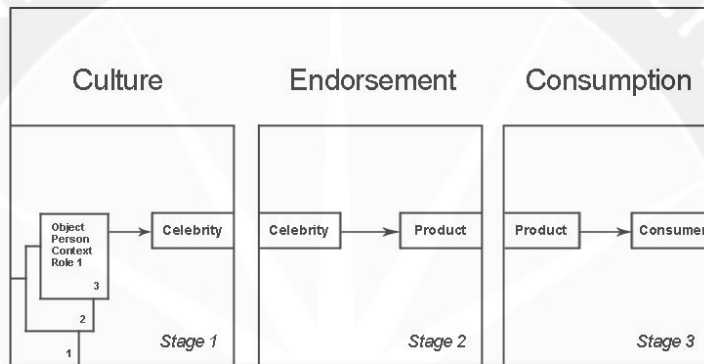 Culture
Endorsement
Consumption
Object
Person
Context
Role 1
3
2
1
Celebrity
Stage 1
Celebrity
Product
Stage 2
Product
Consumer
Stage 3